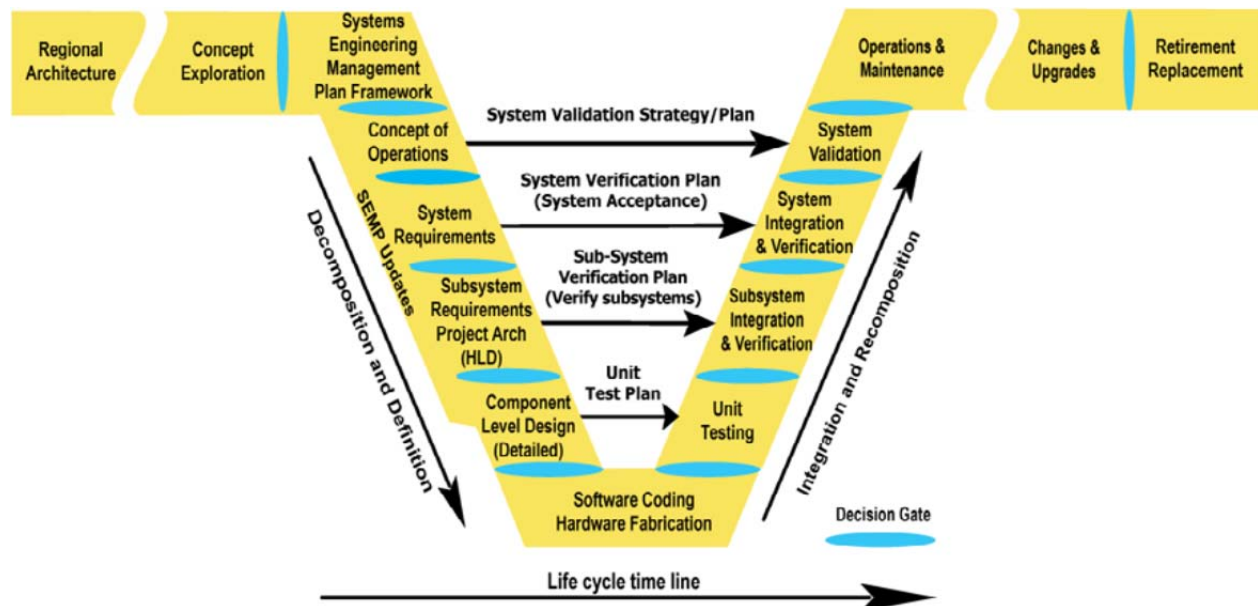 Regional
Architecture
Concept
Exploration
Systems
Engineering
Management
Plan Framework
Operations &
Maintenance
Changes &
Upgrades
Retirement
Replacement
System Validation Strategy/Plan
Concept of
Operations
System
Validation
System Verification Plan
(System Acceptance)
SEMP Updates
System
Requirements
System
Integration
& Verification
Sub-System
Verification Plan
(Verify subsystems)
Subsystem
Requirements
Project Arch
(HLD)
Subsystem
Integration
& Verification
Decomposition and Definition
Integration and Recomposition
Unit
Test Plan
Component
Level Design
(Detailed)
Unit
Testing
Software Coding
Hardware Fabrication
Decision Gate
Life cycle time line